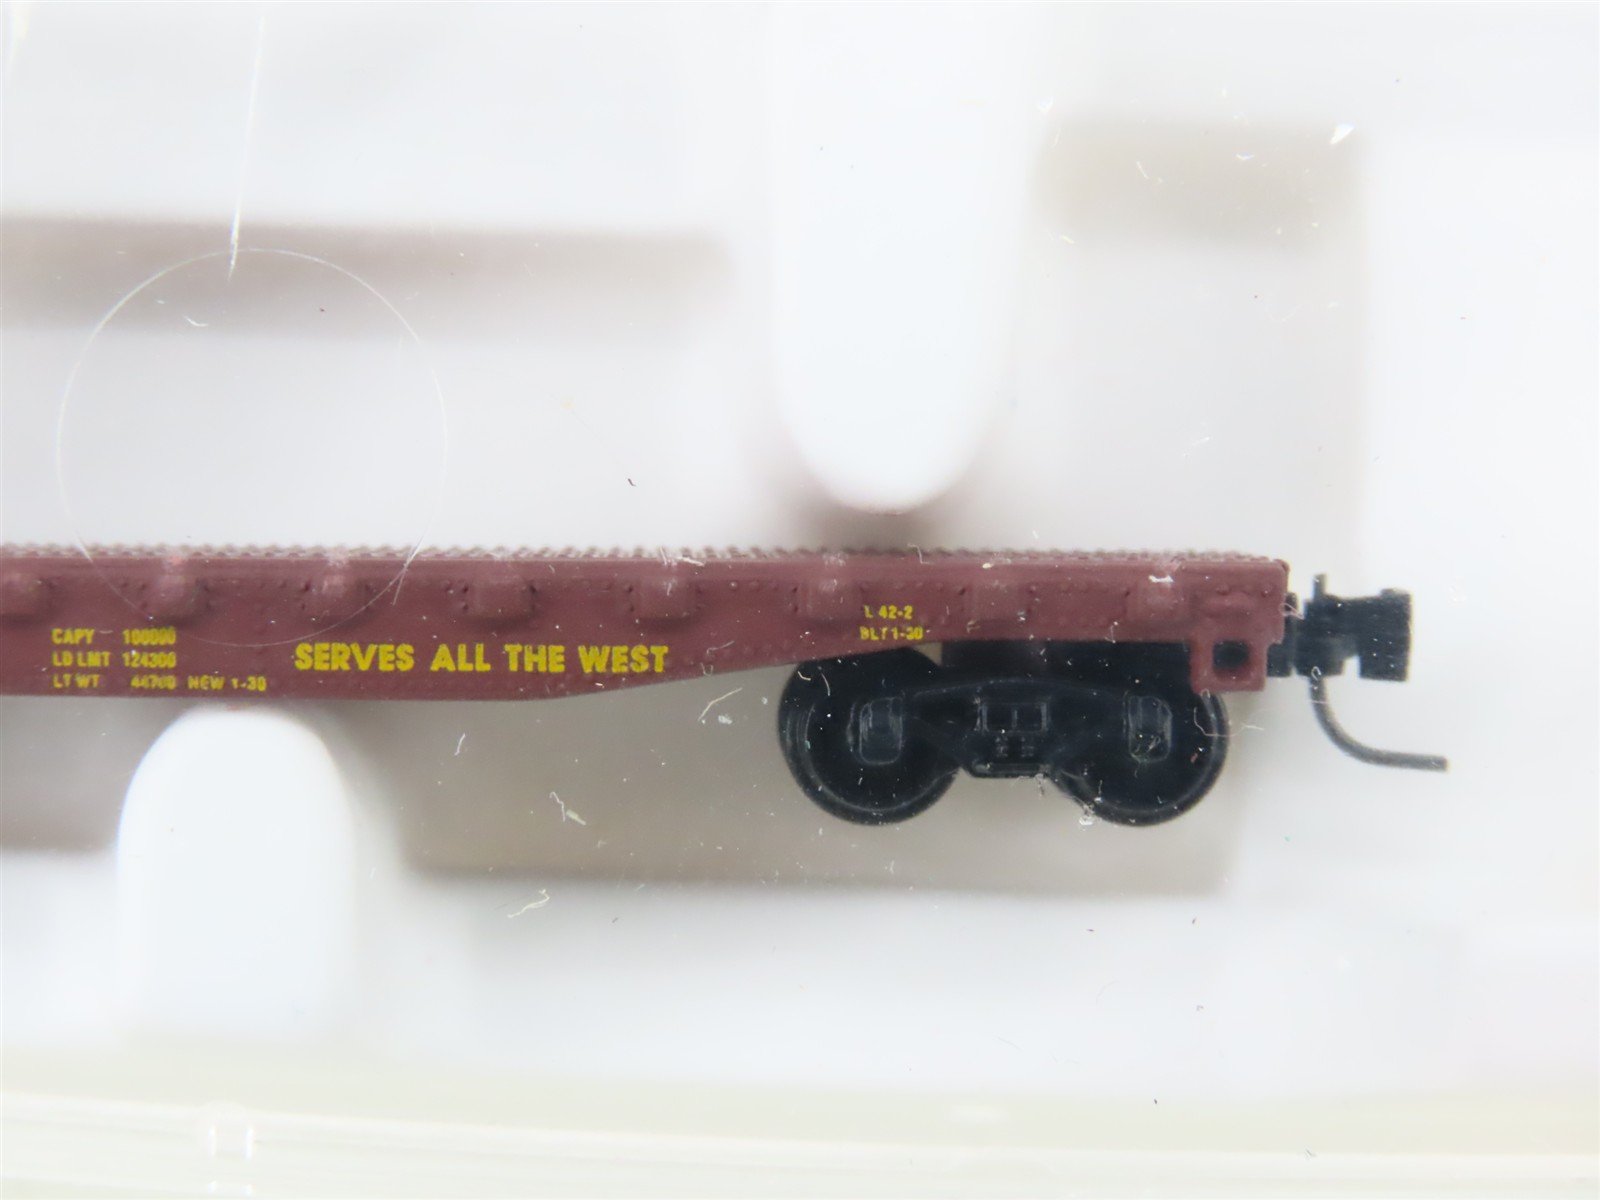 CAPY 100000
LD LMT 124300
LT WT 44700 NEW 1-30
SERVES ALL THE WEST
L 42-2
BLT 1-30